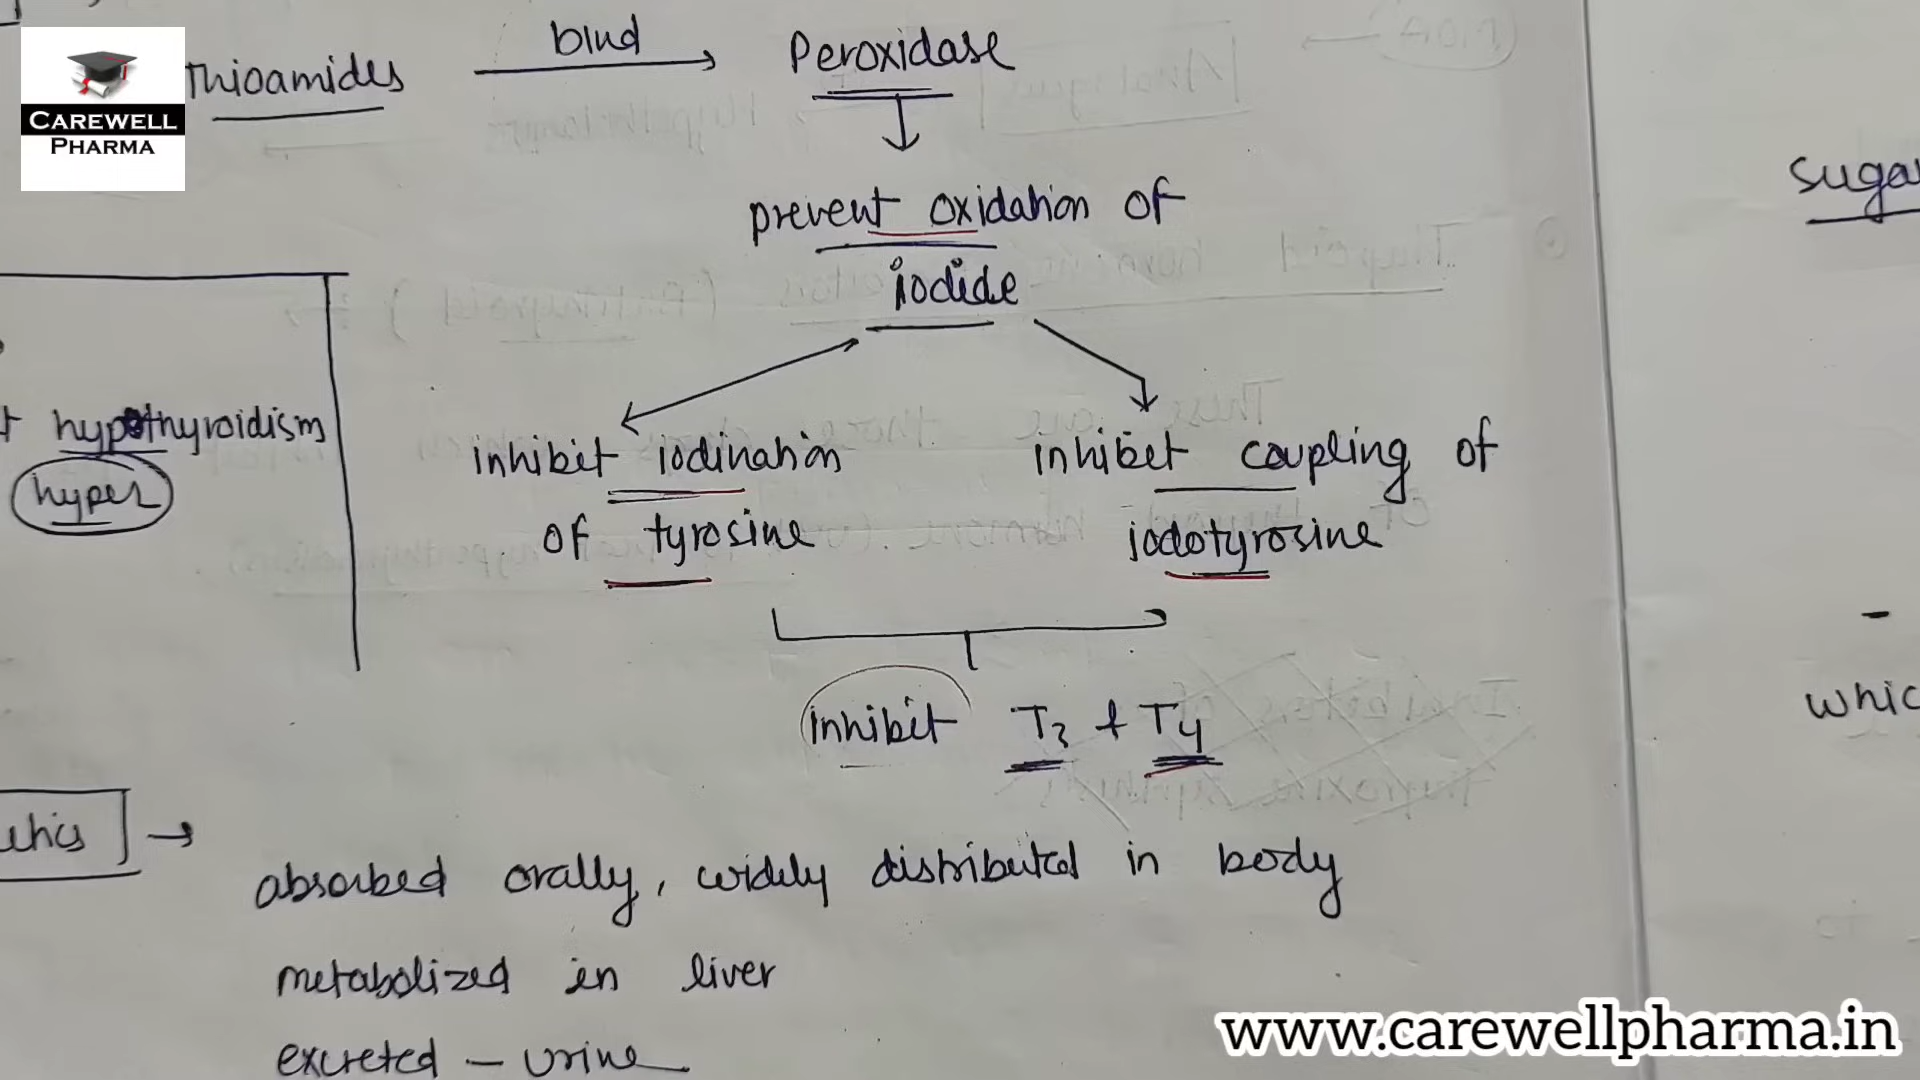 CAREWELL
PHARMA
Thioamides bind Peroxidase
prevent oxidation of
iodide
hypothyroidism
hyper
inhibit iodination
of tyrosine
inhibit coupling of
iodotyrosine
inhibit T3 + T4
absorbed orally, widely distributed in body
metabolized in liver
excreted - urine
www.carewellpharma.in